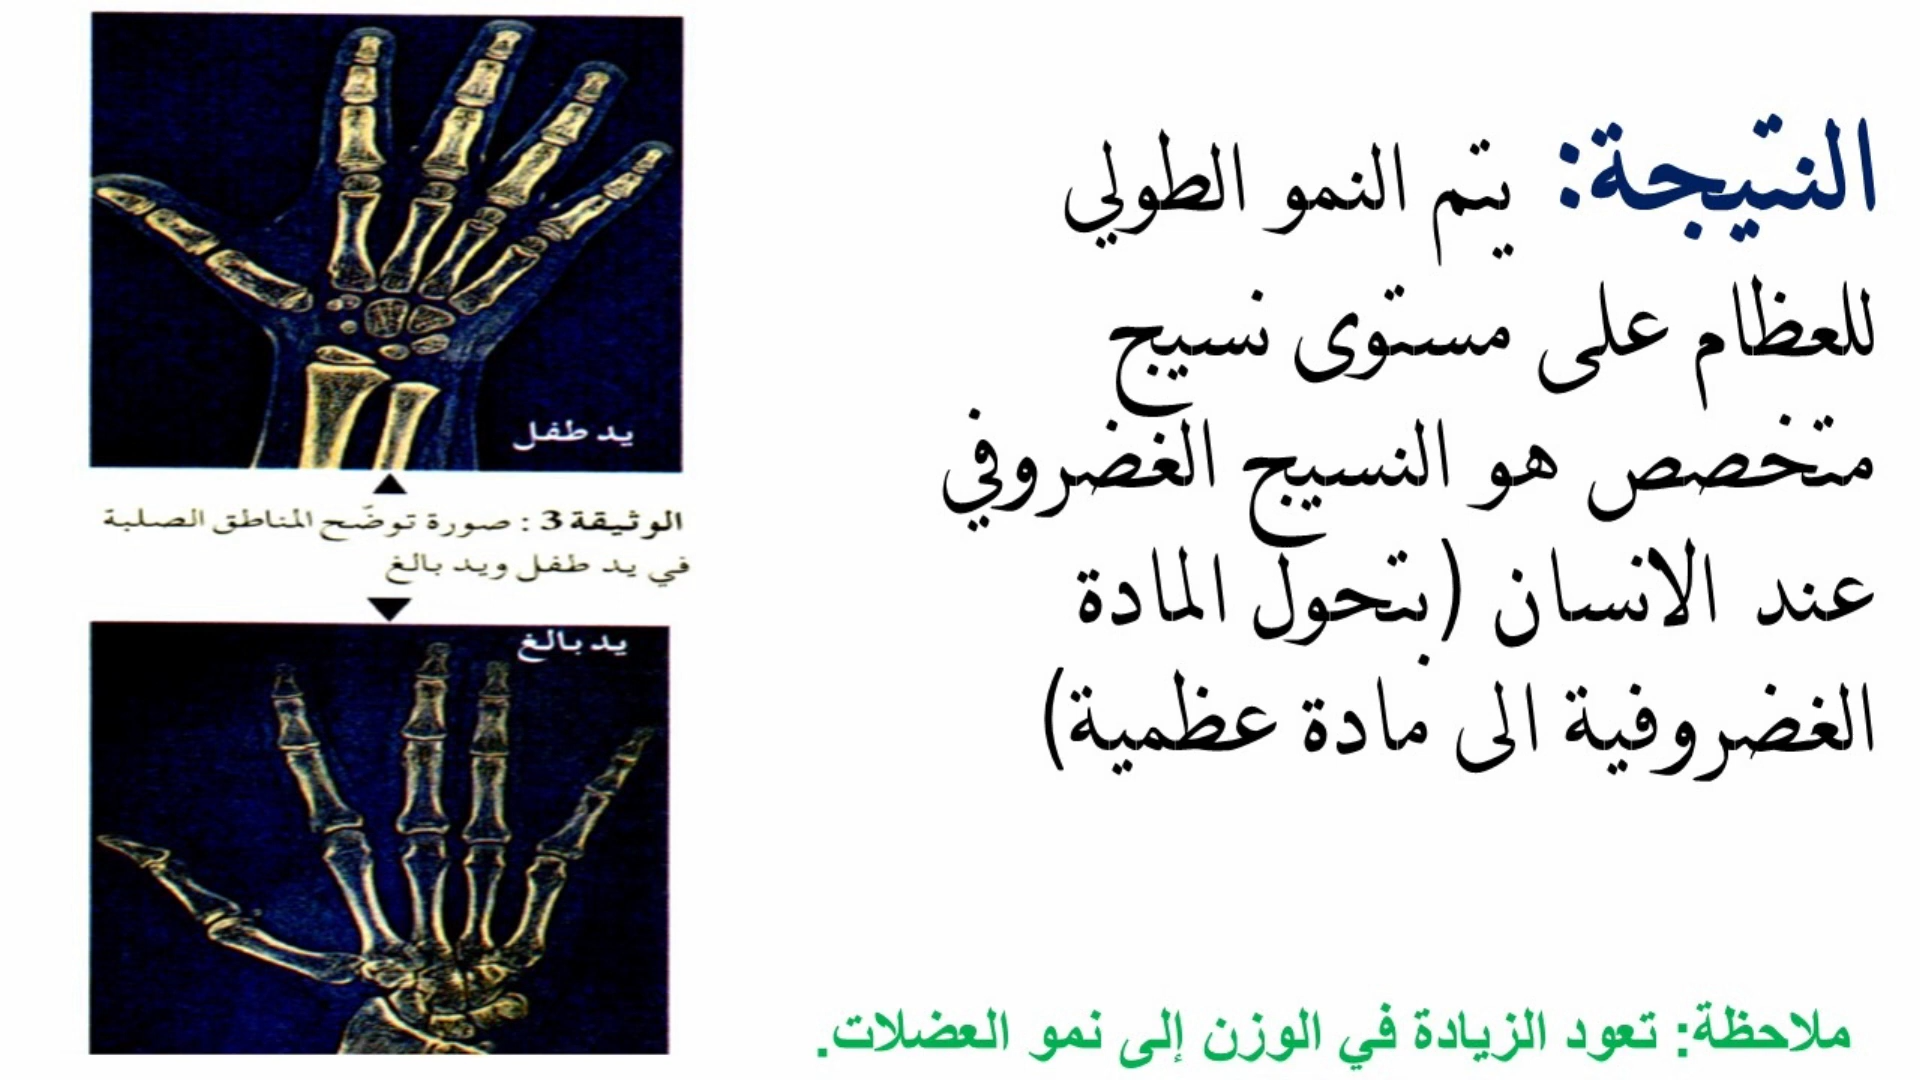 النتيجة: يتم النمو الطولي
للعظام على مستوى نسيج
متخصص هو النسيج الغضروفي
عند الانسان (بتحول المادة
الغضروفية الى مادة عظمية)
يد طفل
الوثيقة 3 : صورة توضّح المناطق الصلبة
في يد طفل ويد بالغ
يد بالغ
ملاحظة: تعود الزيادة في الوزن إلى نمو العضلات.